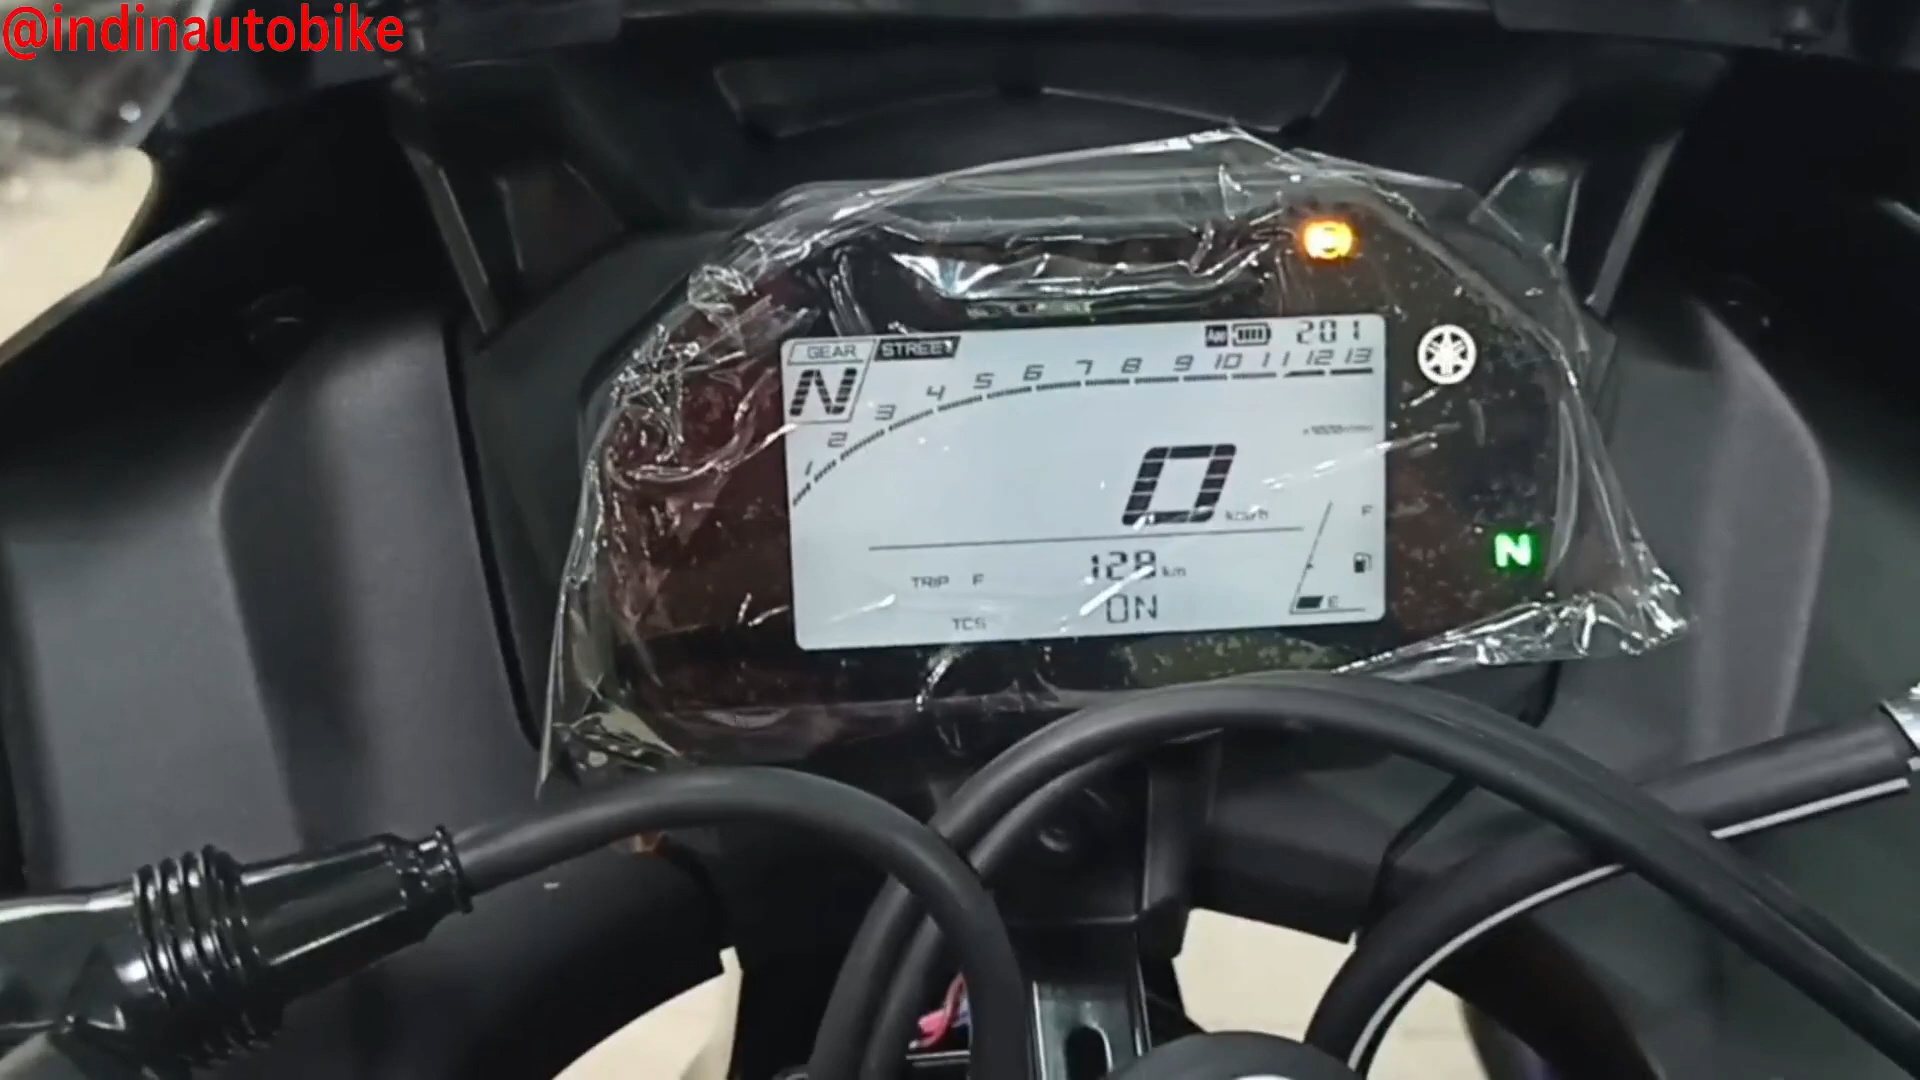 @indinautobike
GEAR STREET App 201
N
1 2 3 4 5 6 7 8 9 10 11 12 13
0 km/h
F
TRIP F 128 km
TCS ON
E
N